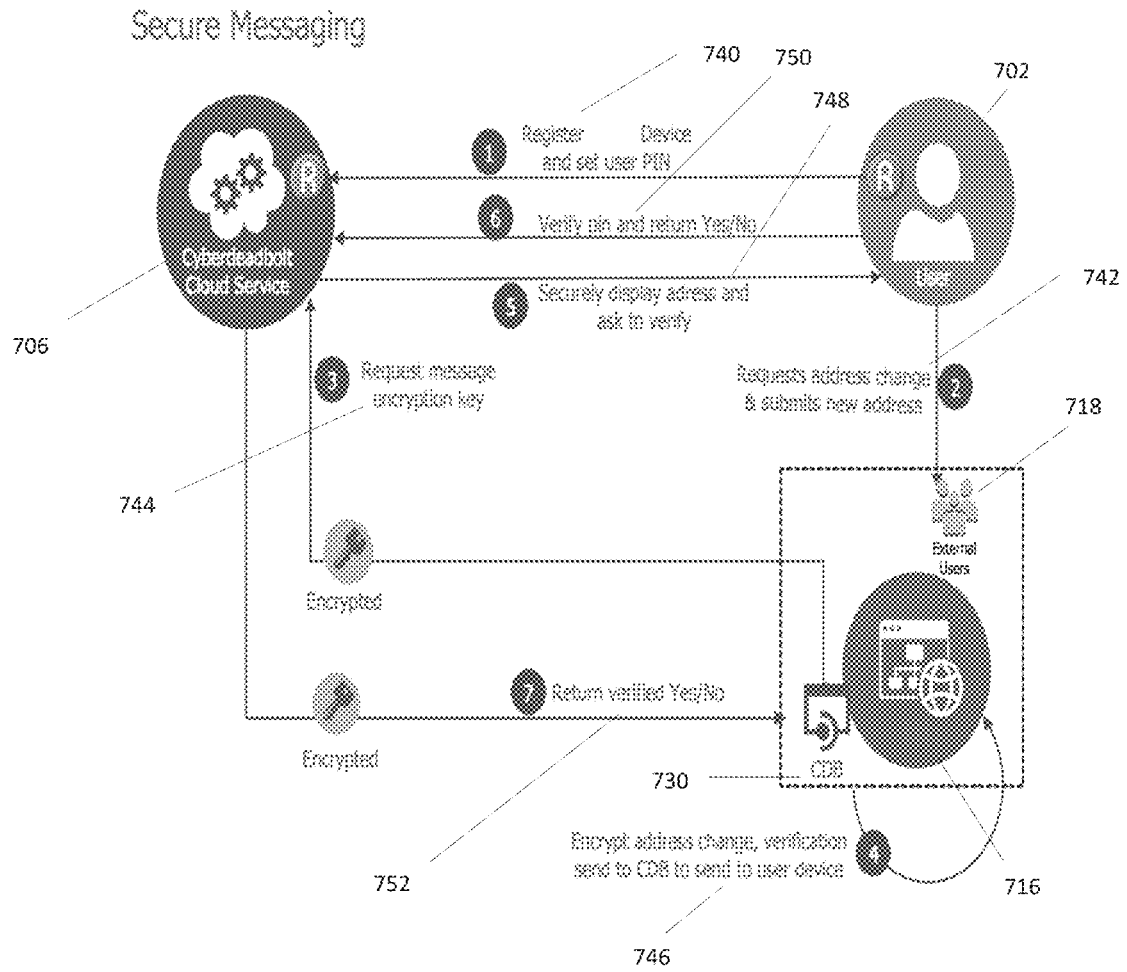 Secure Messaging
740
750
702
748
1
Register Device
and set user PIN
6
Verify pin and return Yes/No
Cyberdeadbolt
Cloud Service
User
5
Securely display adress and
ask to verify
742
706
3
Request message
encryption key
Requests address change
& submits new address
2
718
744
External
Users
Encrypted
7
Return verified Yes/No
Encrypted
CDB
730
Encrypt address change, verification
send to CDB to send to user device
4
752
716
746